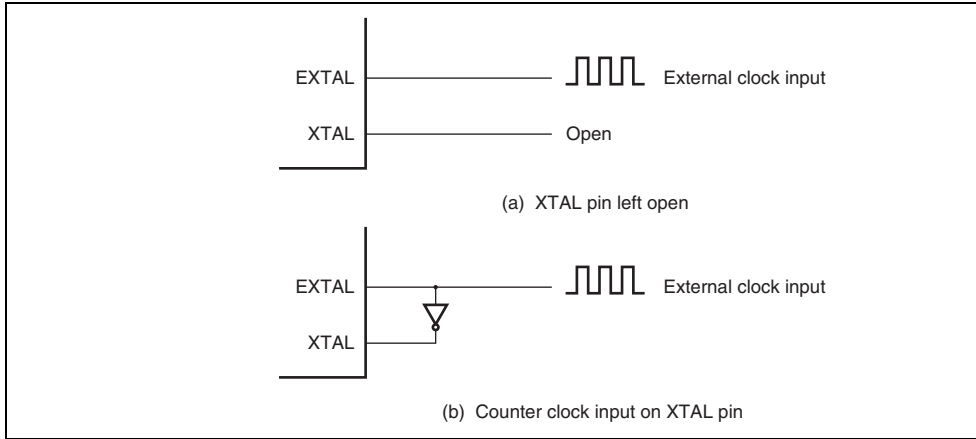 EXTAL External clock input
XTAL Open
(a) XTAL pin left open
EXTAL External clock input
XTAL
(b) Counter clock input on XTAL pin